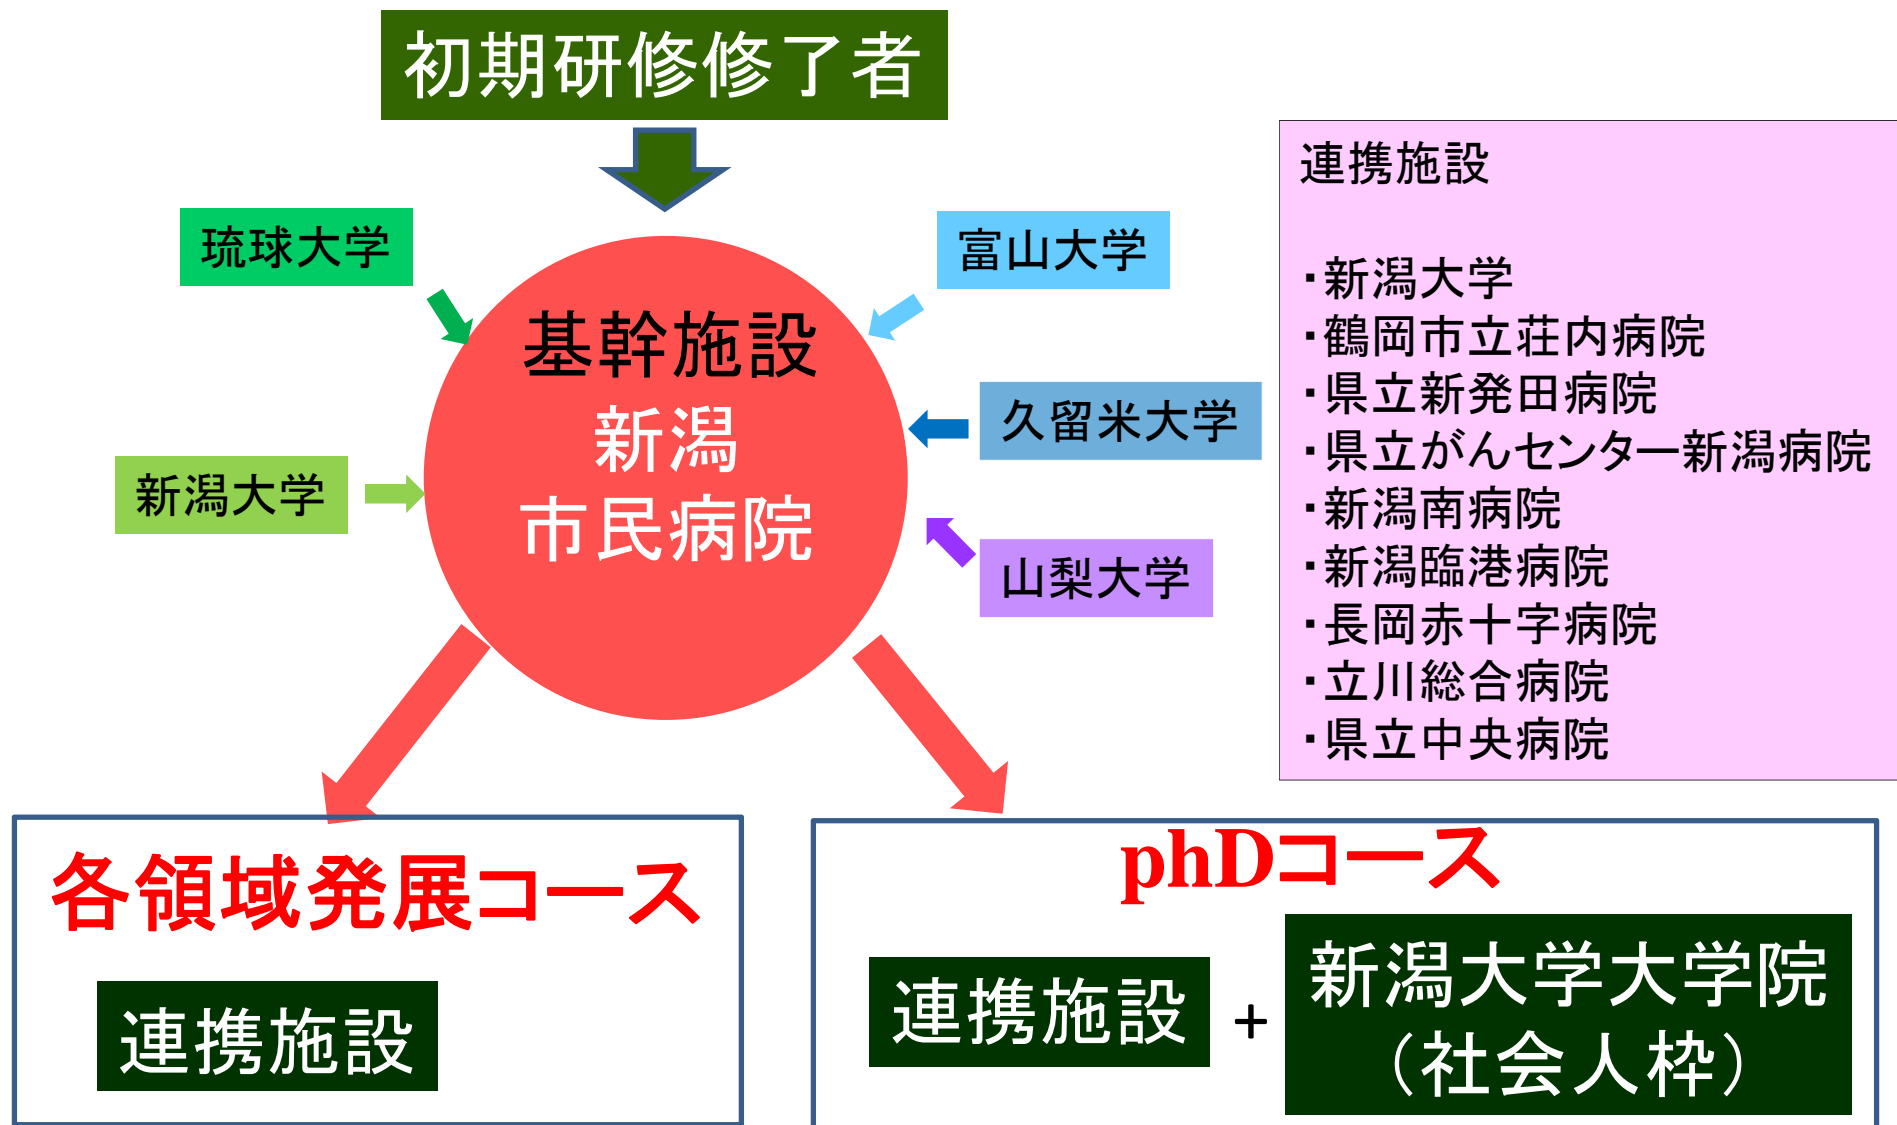 初期研修修了者
琉球大学
富山大学
基幹施設
新潟
市民病院
久留米大学
新潟大学
山梨大学
連携施設
・新潟大学
・鶴岡市立荘内病院
・県立新発田病院
・県立がんセンター新潟病院
・新潟南病院
・新潟臨港病院
・長岡赤十字病院
・立川総合病院
・県立中央病院
各領域発展コース
連携施設
phDコース
連携施設
+
新潟大学大学院
（社会人枠）